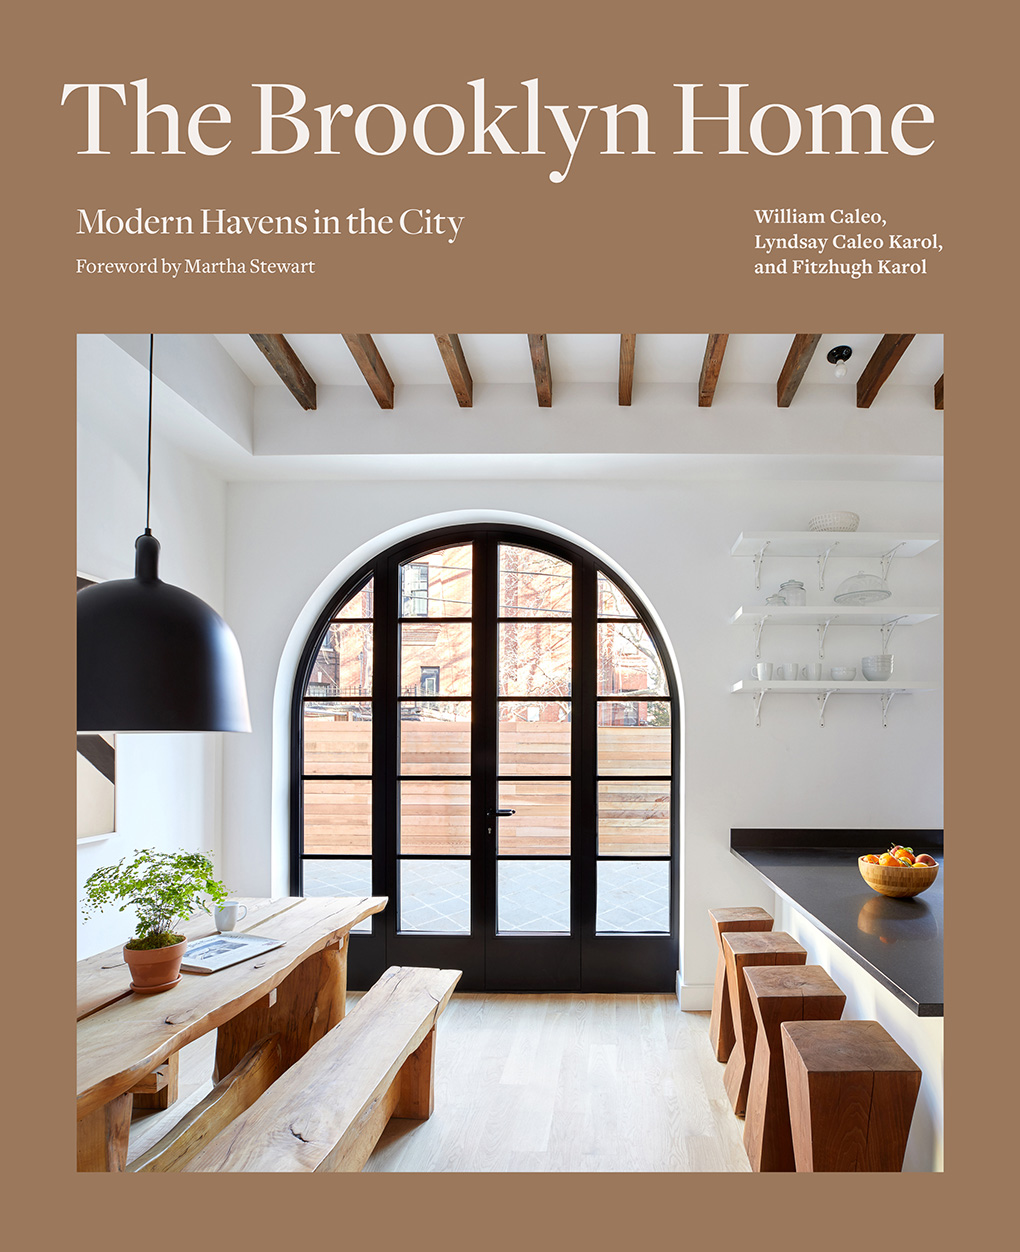 The Brooklyn Home
Modern Havens in the City
Foreword by Martha Stewart
William Caleo,
Lyndsay Caleo Karol,
and Fitzhugh Karol